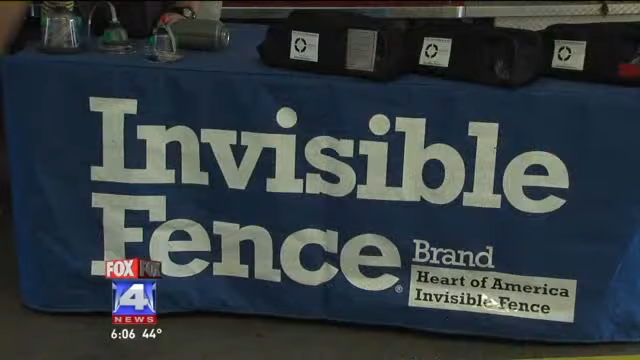 Invisible
Fence®
Brand
Heart of America
Invisible Fence
FOX
4
NEWS
6:06 44°